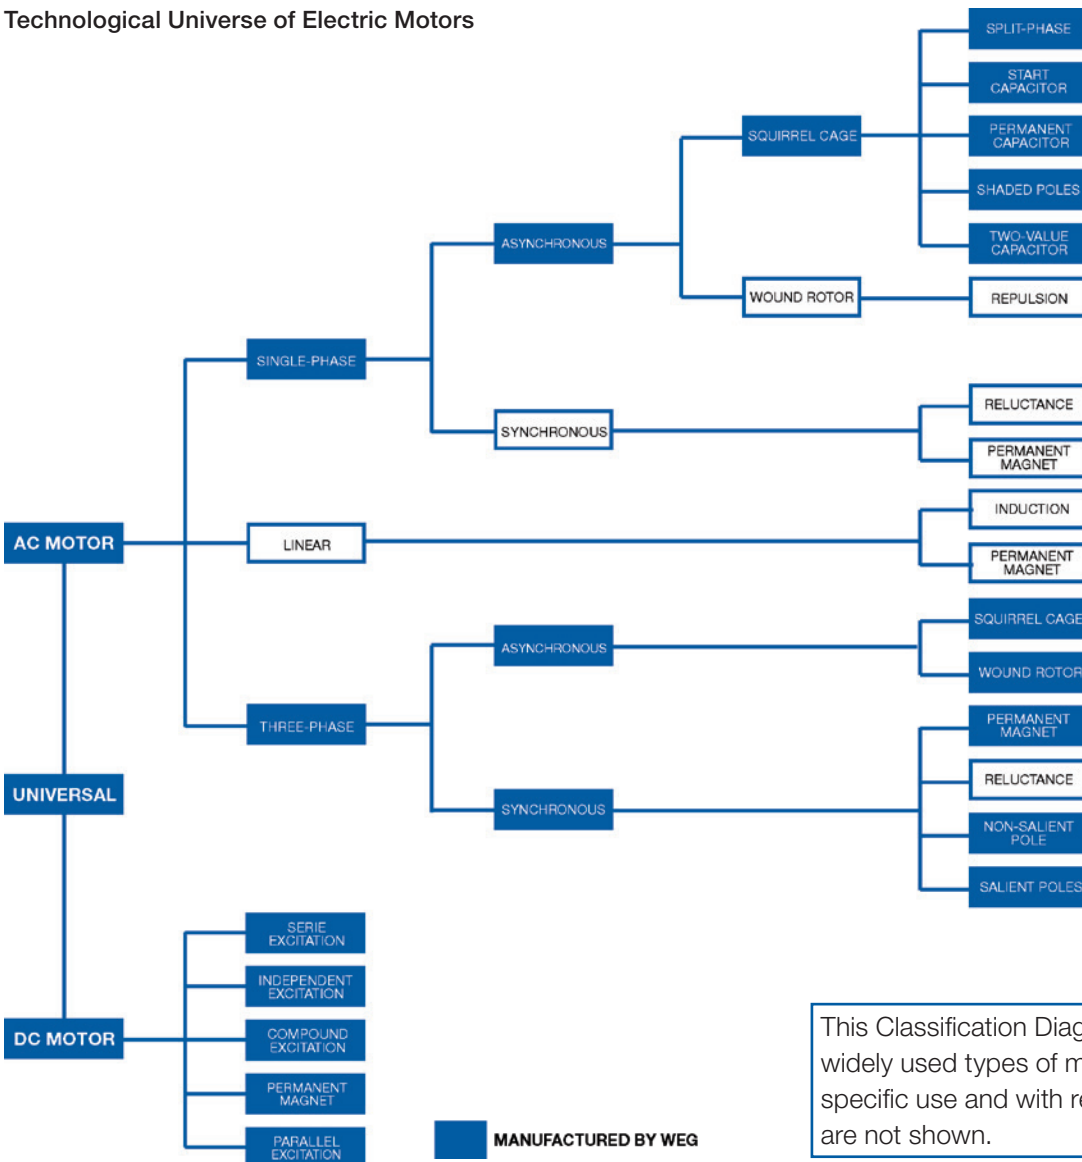 Technological Universe of Electric Motors
SPLIT-PHASE
START
CAPACITOR
SQUIRREL CAGE
PERMANENT
CAPACITOR
SHADED POLES
ASYNCHRONOUS
TWO-VALUE
CAPACITOR
WOUND ROTOR
REPULSION
SINGLE-PHASE
RELUCTANCE
SYNCHRONOUS
PERMANENT
MAGNET
INDUCTION
AC MOTOR
LINEAR
PERMANENT
MAGNET
SQUIRREL CAGE
ASYNCHRONOUS
WOUND ROTOR
THREE-PHASE
PERMANENT
MAGNET
RELUCTANCE
UNIVERSAL
SYNCHRONOUS
NON-SALIENT
POLE
SALIENT POLES
SERIE
EXCITATION
INDEPENDENT
EXCITATION
DC MOTOR
COMPOUND
EXCITATION
PERMANENT
MAGNET
PARALLEL
EXCITATION
MANUFACTURED BY WEG
This Classification
widely used types of
specific use and with
are not shown.